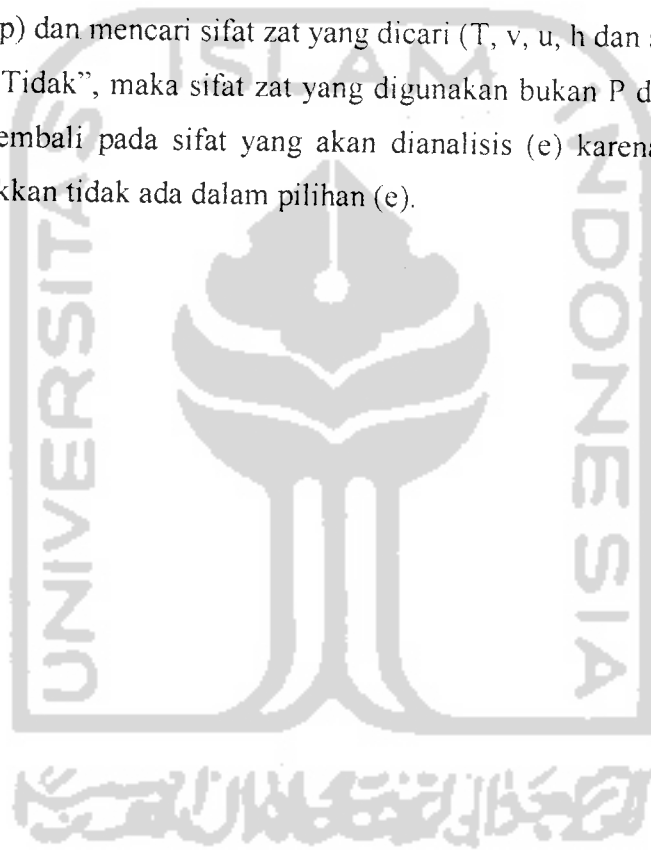 p) dan mencari sifat zat yang dicari (T, v, u, h dan
Tidak”, maka sifat zat yang digunakan bukan P
embali pada sifat yang akan dianalisis (e) karena
kkan tidak ada dalam pilihan (e).
ISLAM
UNIVERSITAS
INDONESIA